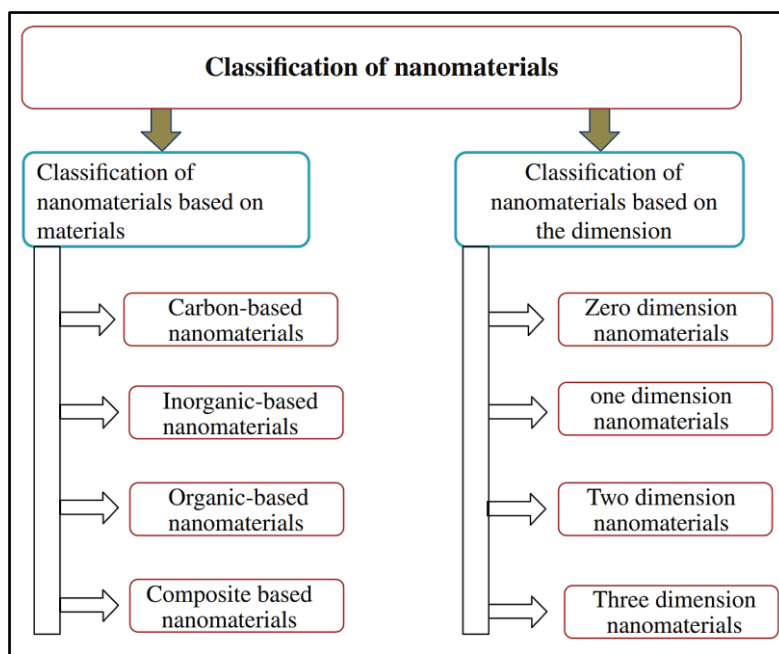 Classification of nanomaterials
Classification of
nanomaterials based on
materials
Carbon-based
nanomaterials
Inorganic-based
nanomaterials
Organic-based
nanomaterials
Composite based
nanomaterials
Classification of
nanomaterials based on
the dimension
Zero dimension
nanomaterials
one dimension
nanomaterials
Two dimension
nanomaterials
Three dimension
nanomaterials